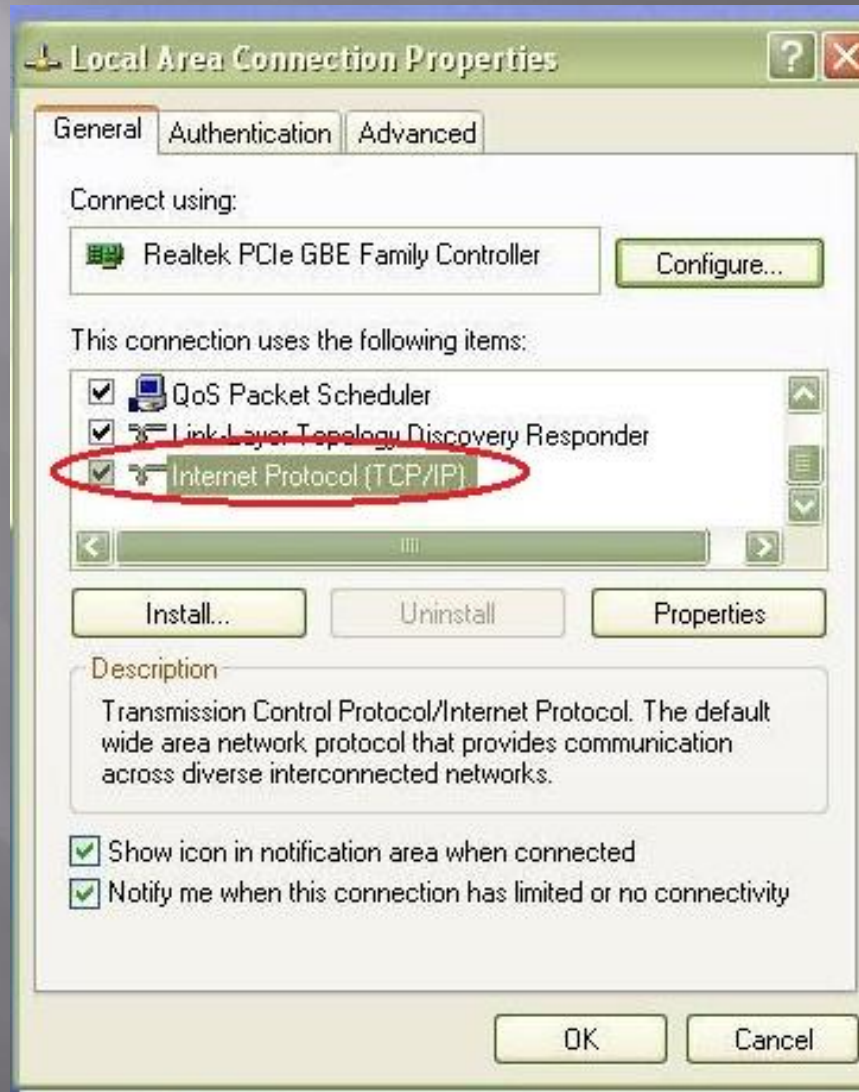 Local Area Connection Properties
General Authentication Advanced
Connect using:
Realtek PCIe GBE Family Controller Configure...
This connection uses the following items:
QoS Packet Scheduler
Link-Layer Topology Discovery Responder
Internet Protocol (TCP/IP)
Install... Uninstall Properties
Description
Transmission Control Protocol/Internet Protocol. The default
wide area network protocol that provides communication
across diverse interconnected networks.
Show icon in notification area when connected
Notify me when this connection has limited or no connectivity
OK Cancel